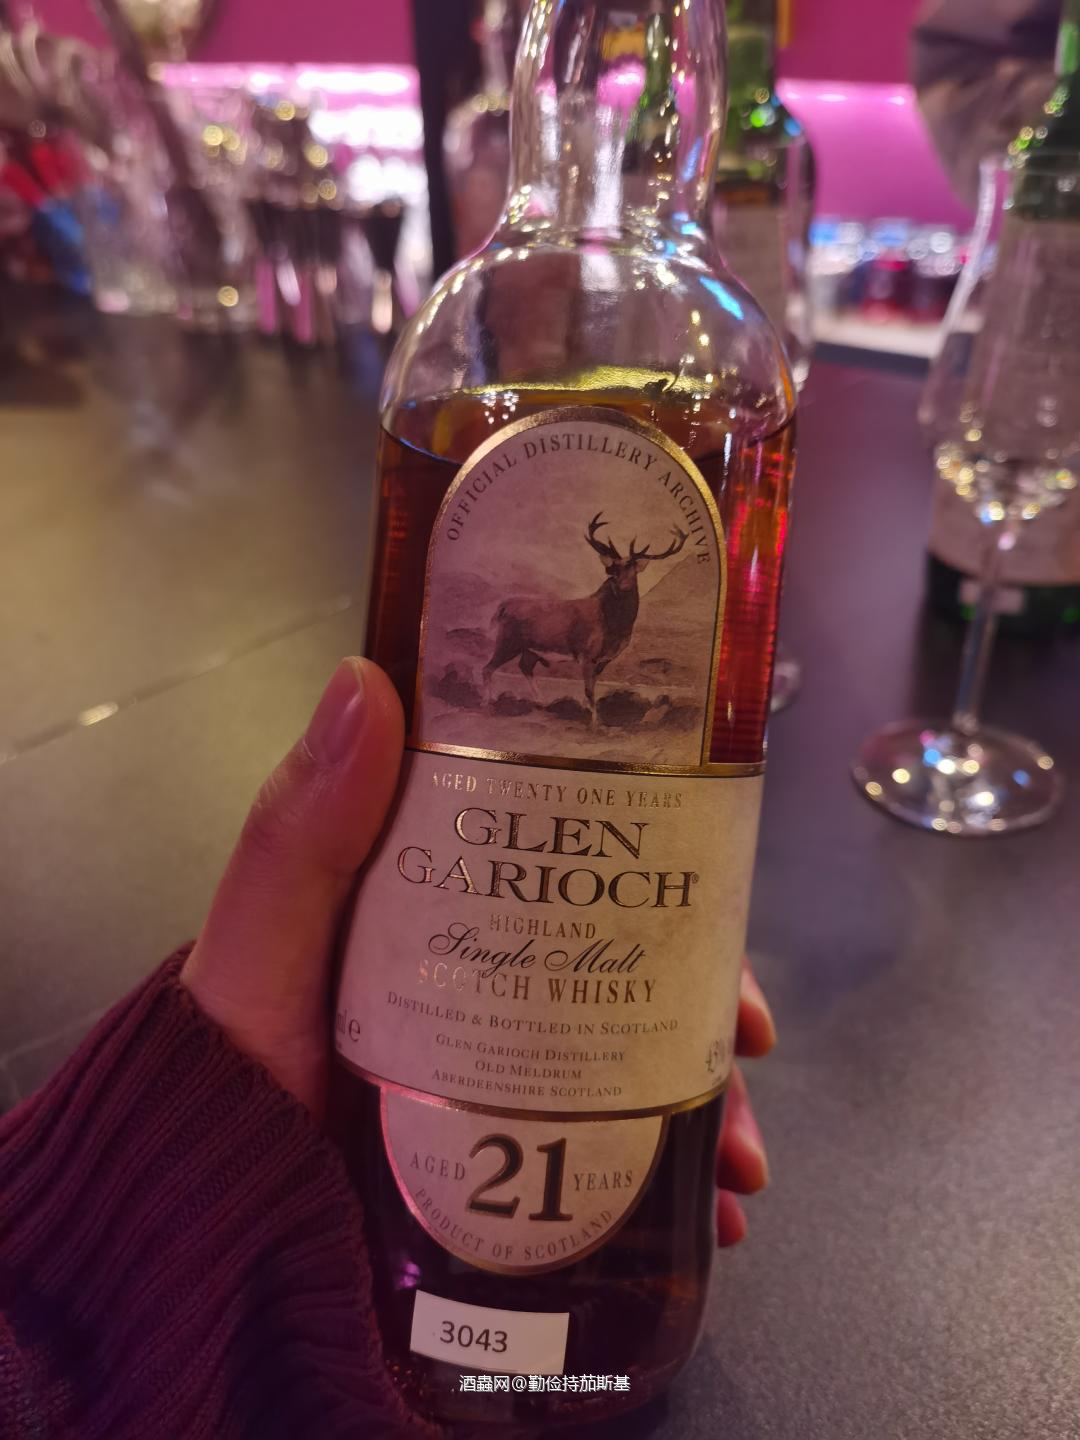 OFFICIAL DISTILLERY ARCHIVE
AGED TWENTY ONE YEARS
GLEN
GARIOCH®
HIGHLAND
Single Malt
SCOTCH WHISKY
DISTILLED & BOTTLED IN SCOTLAND
GLEN GARIOCH DISTILLERY
OLD MELDRUM
ABERDEENSHIRE SCOTLAND
ml e
43%
AGED 21 YEARS
PRODUCT OF SCOTLAND
3043
酒蟲网@勤俭持茄斯基